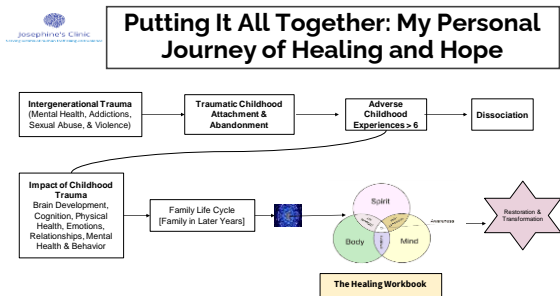 Josephine's Clinic
Putting It All Together: My Personal
Journey of Healing and Hope
Intergenerational Trauma
(Mental Health, Addictions,
Sexual Abuse, & Violence)
Traumatic Childhood
Attachment &
Abandonment
Adverse
Childhood
Experiences > 6
Dissociation
Impact of Childhood
Trauma
Brain Development,
Cognition, Physical
Health, Emotions,
Relationships, Mental
Health & Behavior
Family Life Cycle
[Family in Later Years]
Spirit
Body
Mind
Awareness
Restoration &
Transformation
The Healing Workbook